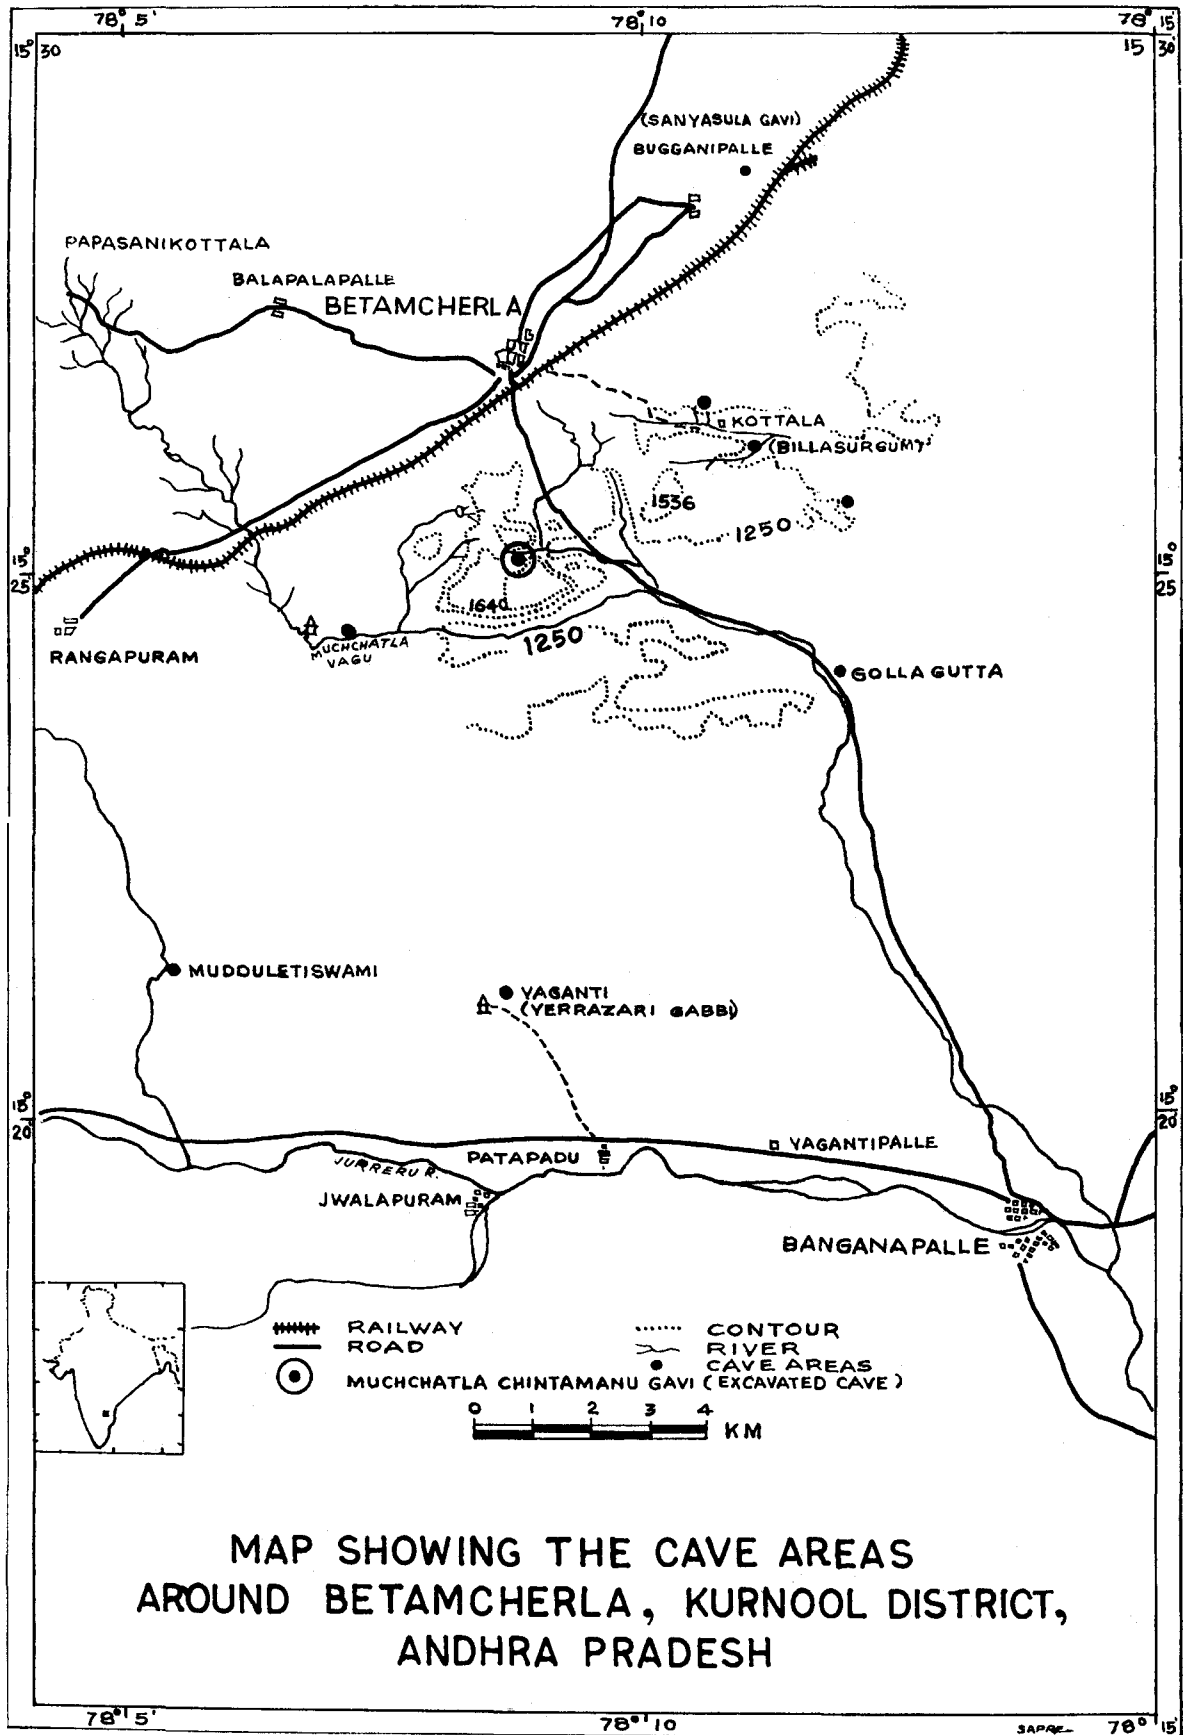 78° 5'
78° 10
78° 15'
15° 30
15 30'
(SANYASULA GAVI)
BUGGANIPALLE
PAPASANIKOTTALA
BALAPALAPALLE
BETAMCHERLA
KOTTALA
(BILLASURGUM)
1536
1250
15° 25'
15° 25'
1640
1250
RANGAPURAM
MUCHCHATLA
VAGU
GOLLAGUTTA
MUDDULETISWAMI
YAGANTI
(YERRAZARI GABBI)
15° 20'
15° 20'
YAGANTIPALLE
PATAPADU
JURRERU R.
JWALAPURAM
BANGANAPALLE
RAILWAY
ROAD
CONTOUR
RIVER
CAVE AREAS
MUCHCHATLA CHINTAMANU GAVI (EXCAVATED CAVE)
0 1 2 3 4
KM
MAP SHOWING THE CAVE AREAS
AROUND BETAMCHERLA, KURNOOL DISTRICT,
ANDHRA PRADESH
78° 5'
78° 10
SAPRE
78° 15'